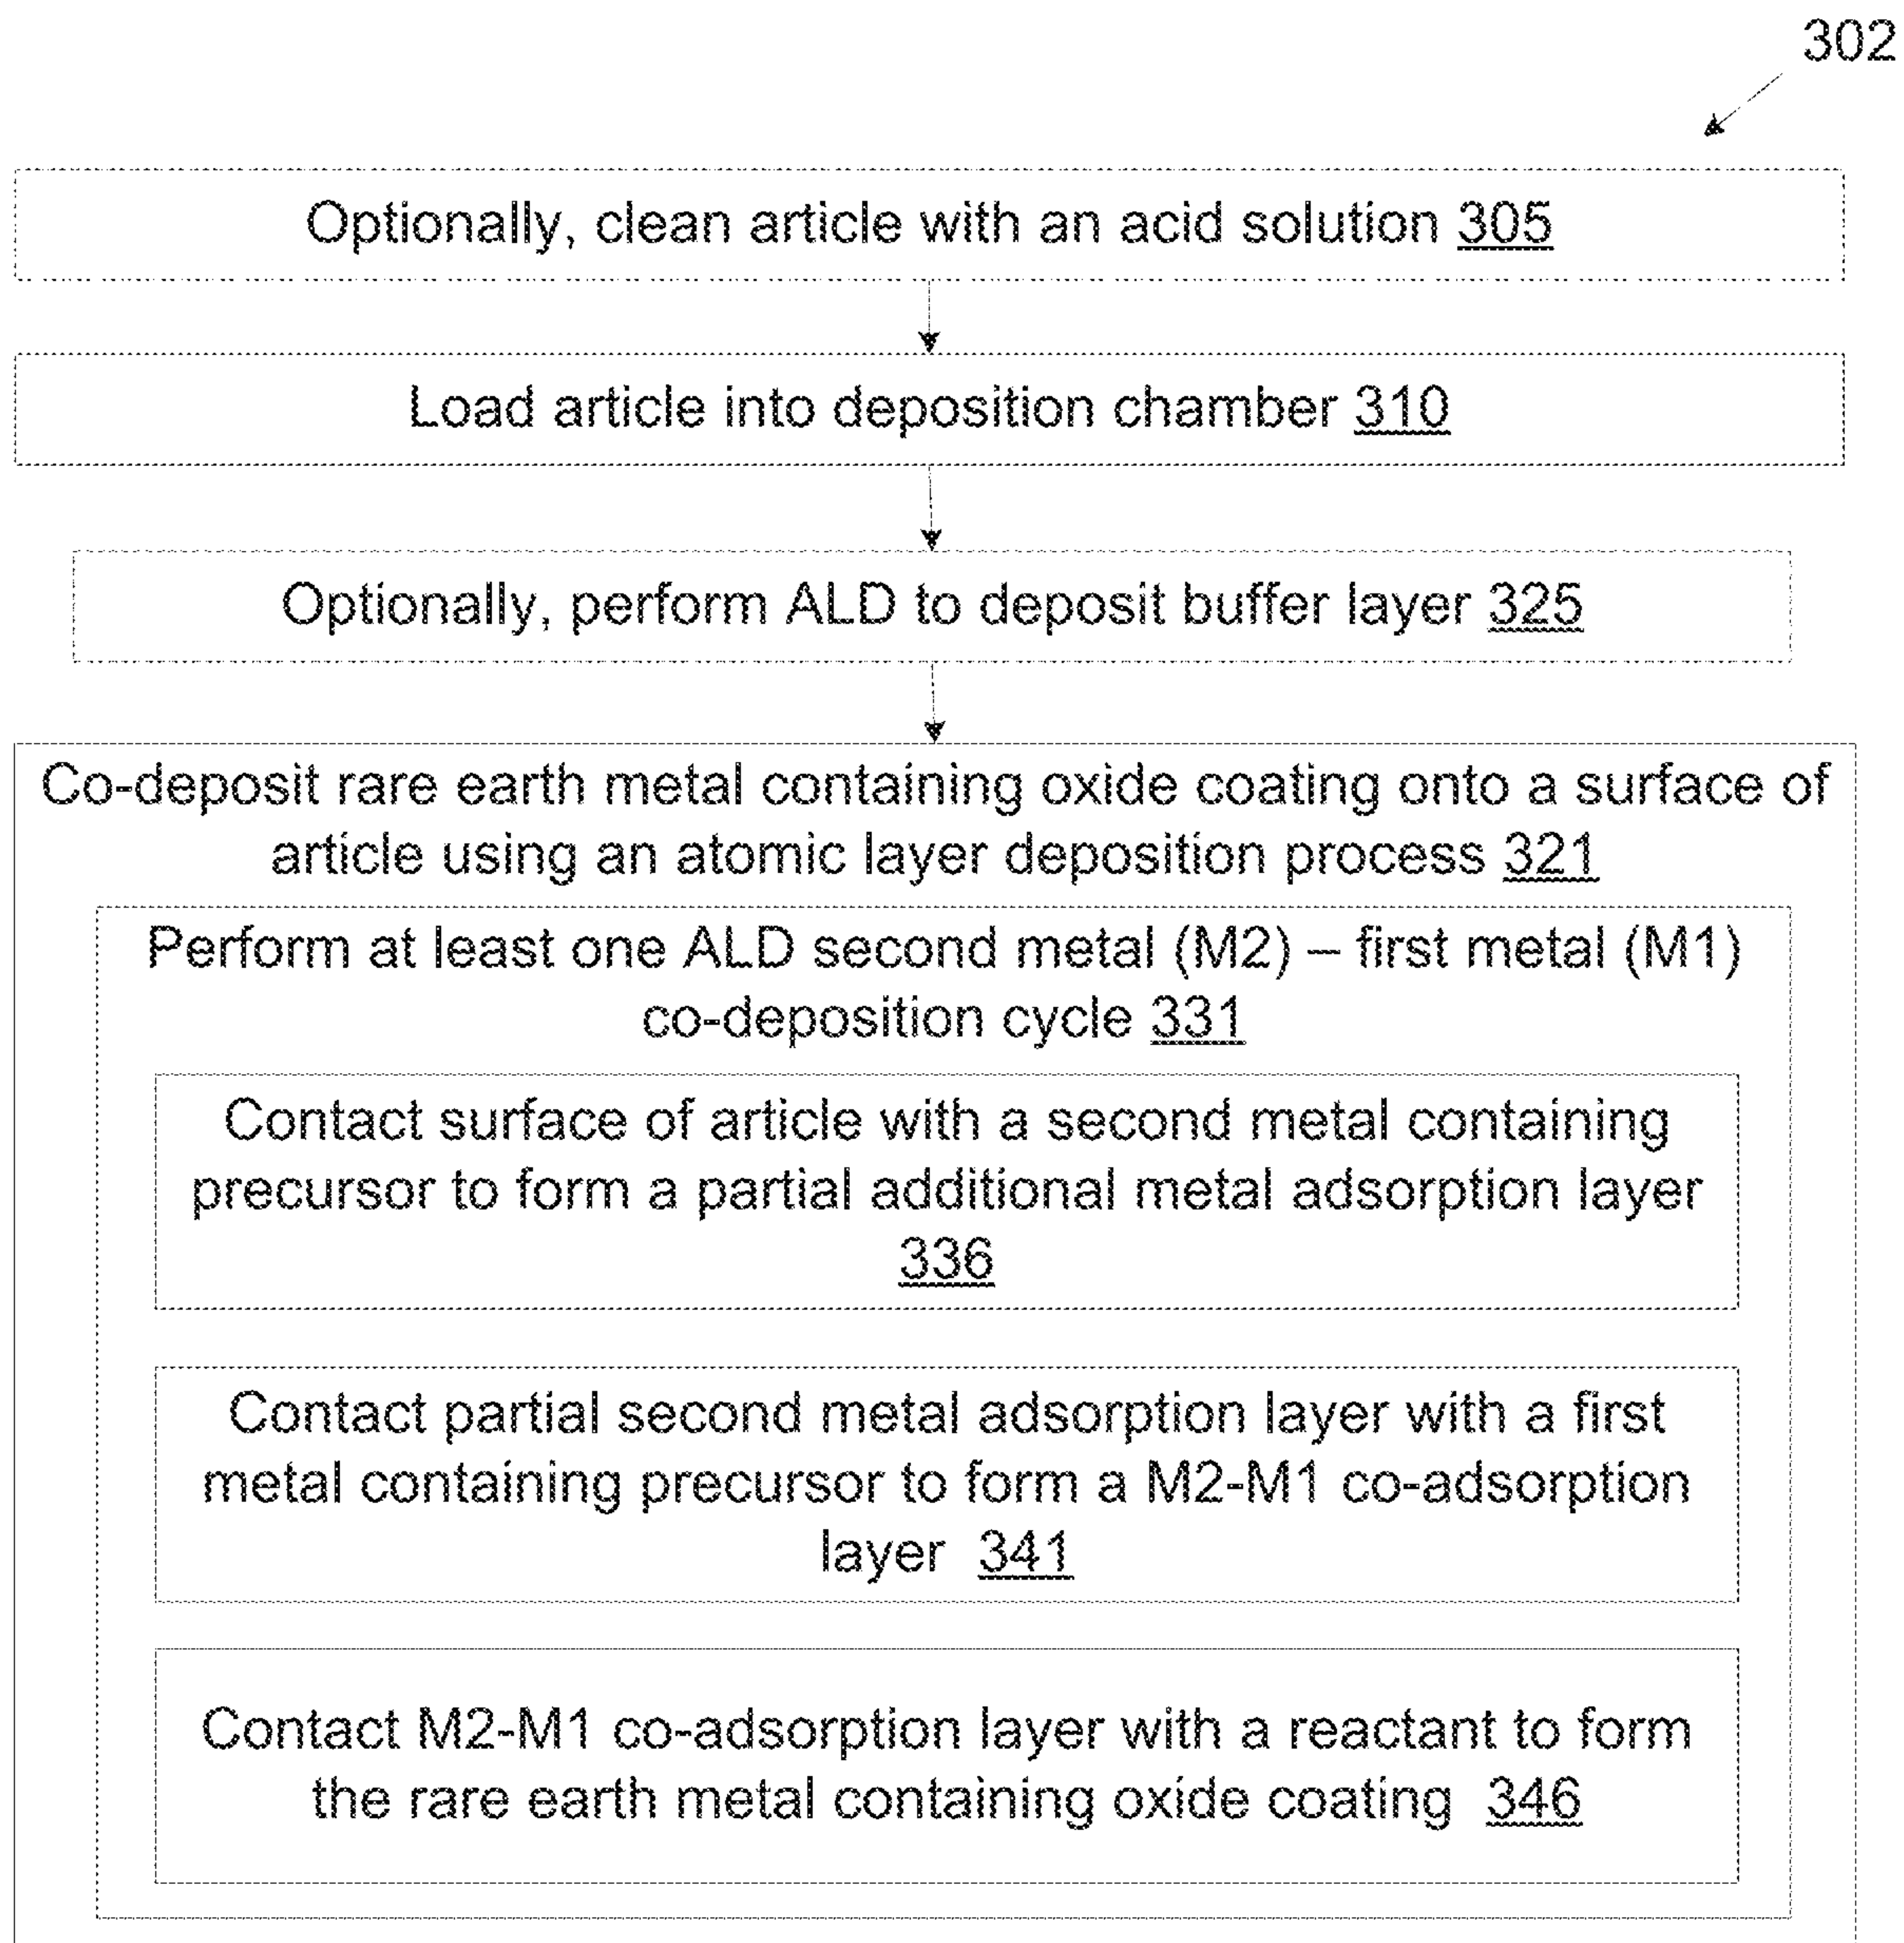 302
Optionally, clean article with an acid solution 305
Load article into deposition chamber 310
Optionally, perform ALD to deposit buffer layer 325
Co-deposit rare earth metal containing oxide coating onto a surface of
article using an atomic layer deposition process 321
Perform at least one ALD second metal (M2) – first metal (M1)
co-deposition cycle 331
Contact surface of article with a second metal containing
precursor to form a partial additional metal adsorption layer
336
Contact partial second metal adsorption layer with a first
metal containing precursor to form a M2-M1 co-adsorption
layer 341
Contact M2-M1 co-adsorption layer with a reactant to form
the rare earth metal containing oxide coating 346